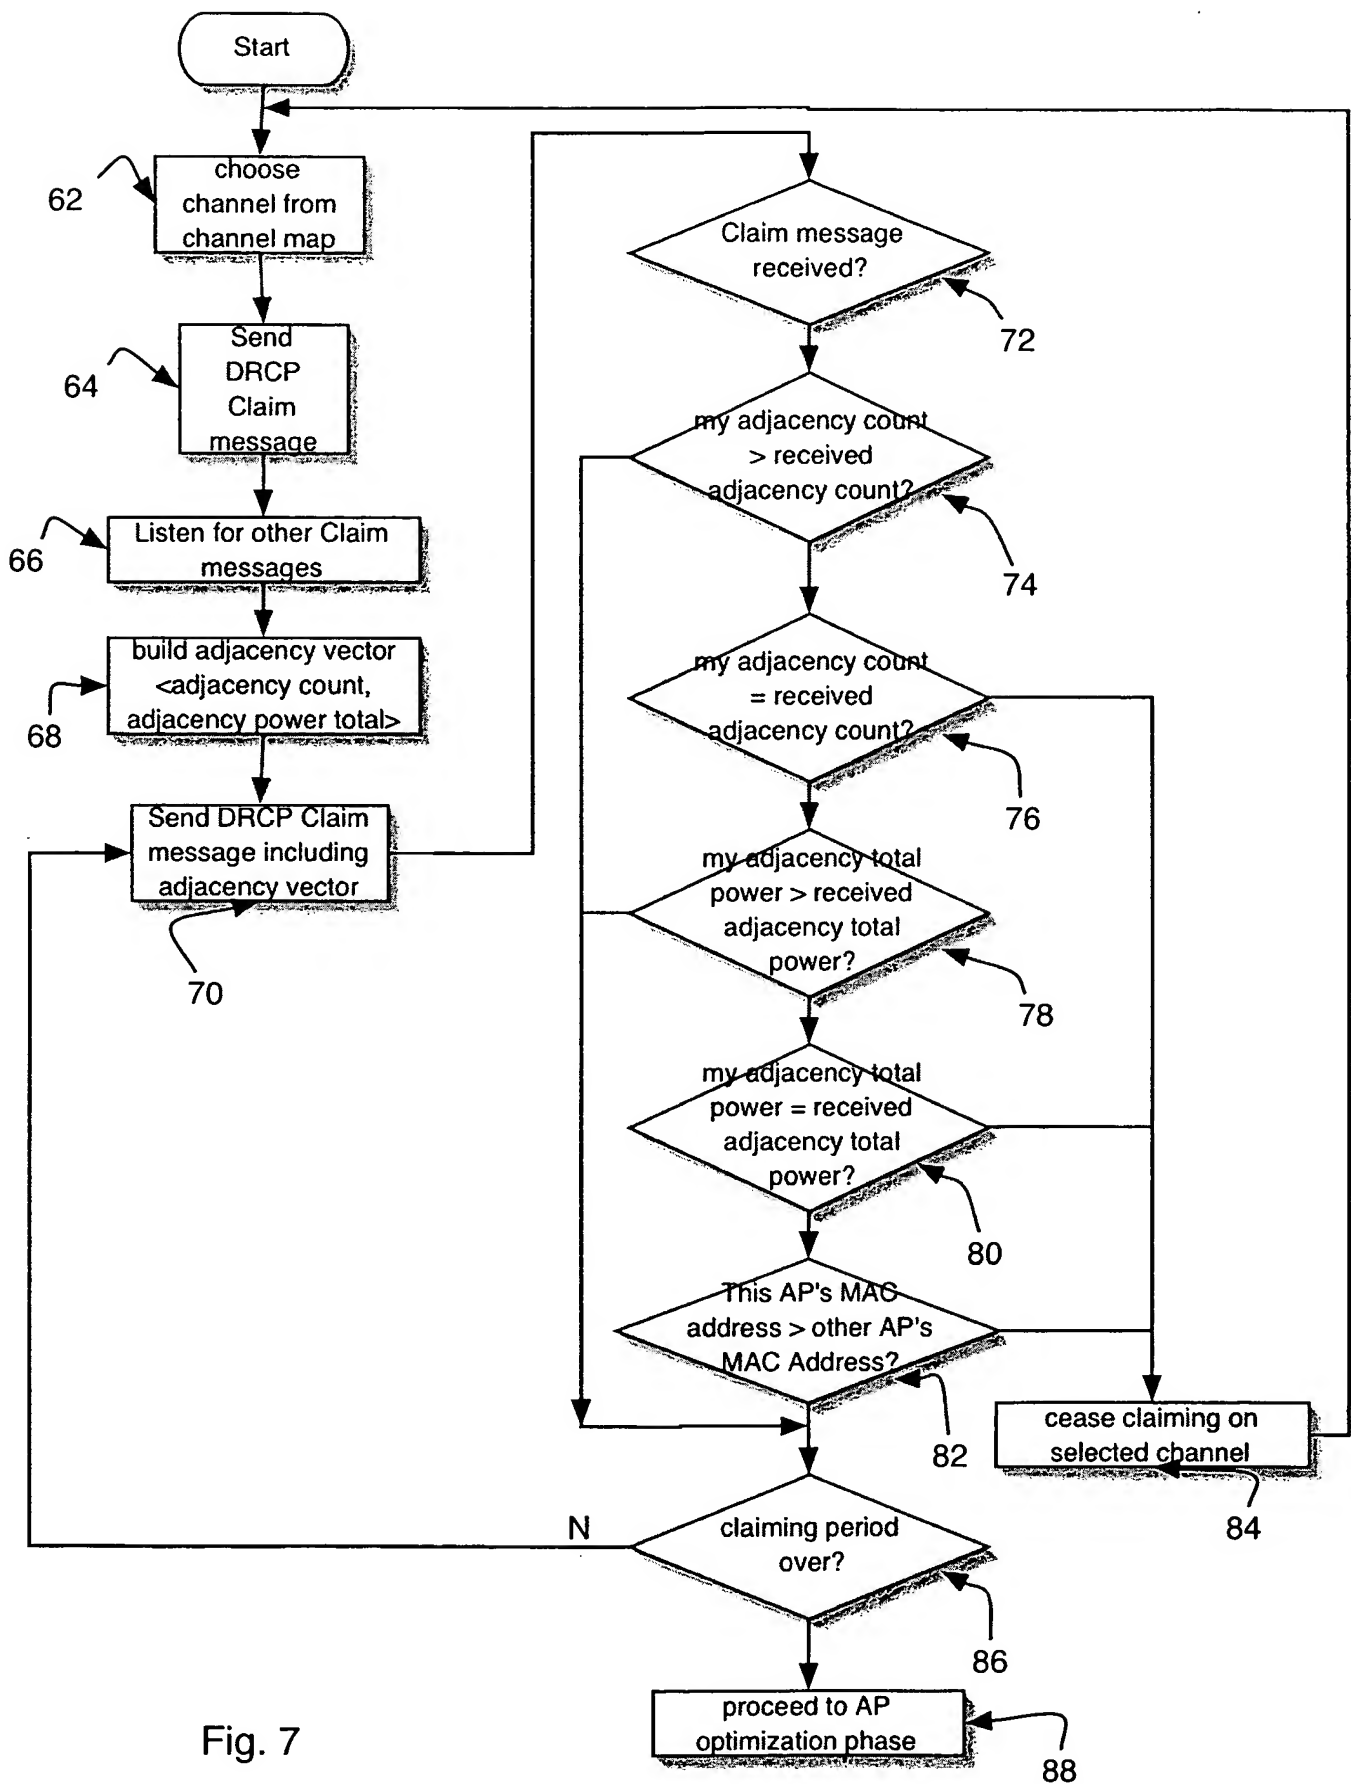 Start
choose
channel from
channel map
62
Send
DRCP
Claim
message
64
Listen for other Claim
messages
66
build adjacency vector
<adjacency count,
adjacency power total>
68
Send DRCP Claim
message including
adjacency vector
70
Claim message
received?
72
my adjacency count
> received
adjacency count?
74
my adjacency count
= received
adjacency count?
76
my adjacency total
power > received
adjacency total
power?
78
my adjacency total
power = received
adjacency total
power?
80
This AP's MAC
address > other AP's
MAC Address?
82
cease claiming on
selected channel
84
N
claiming period
over?
86
proceed to AP
optimization phase
88
Fig. 7